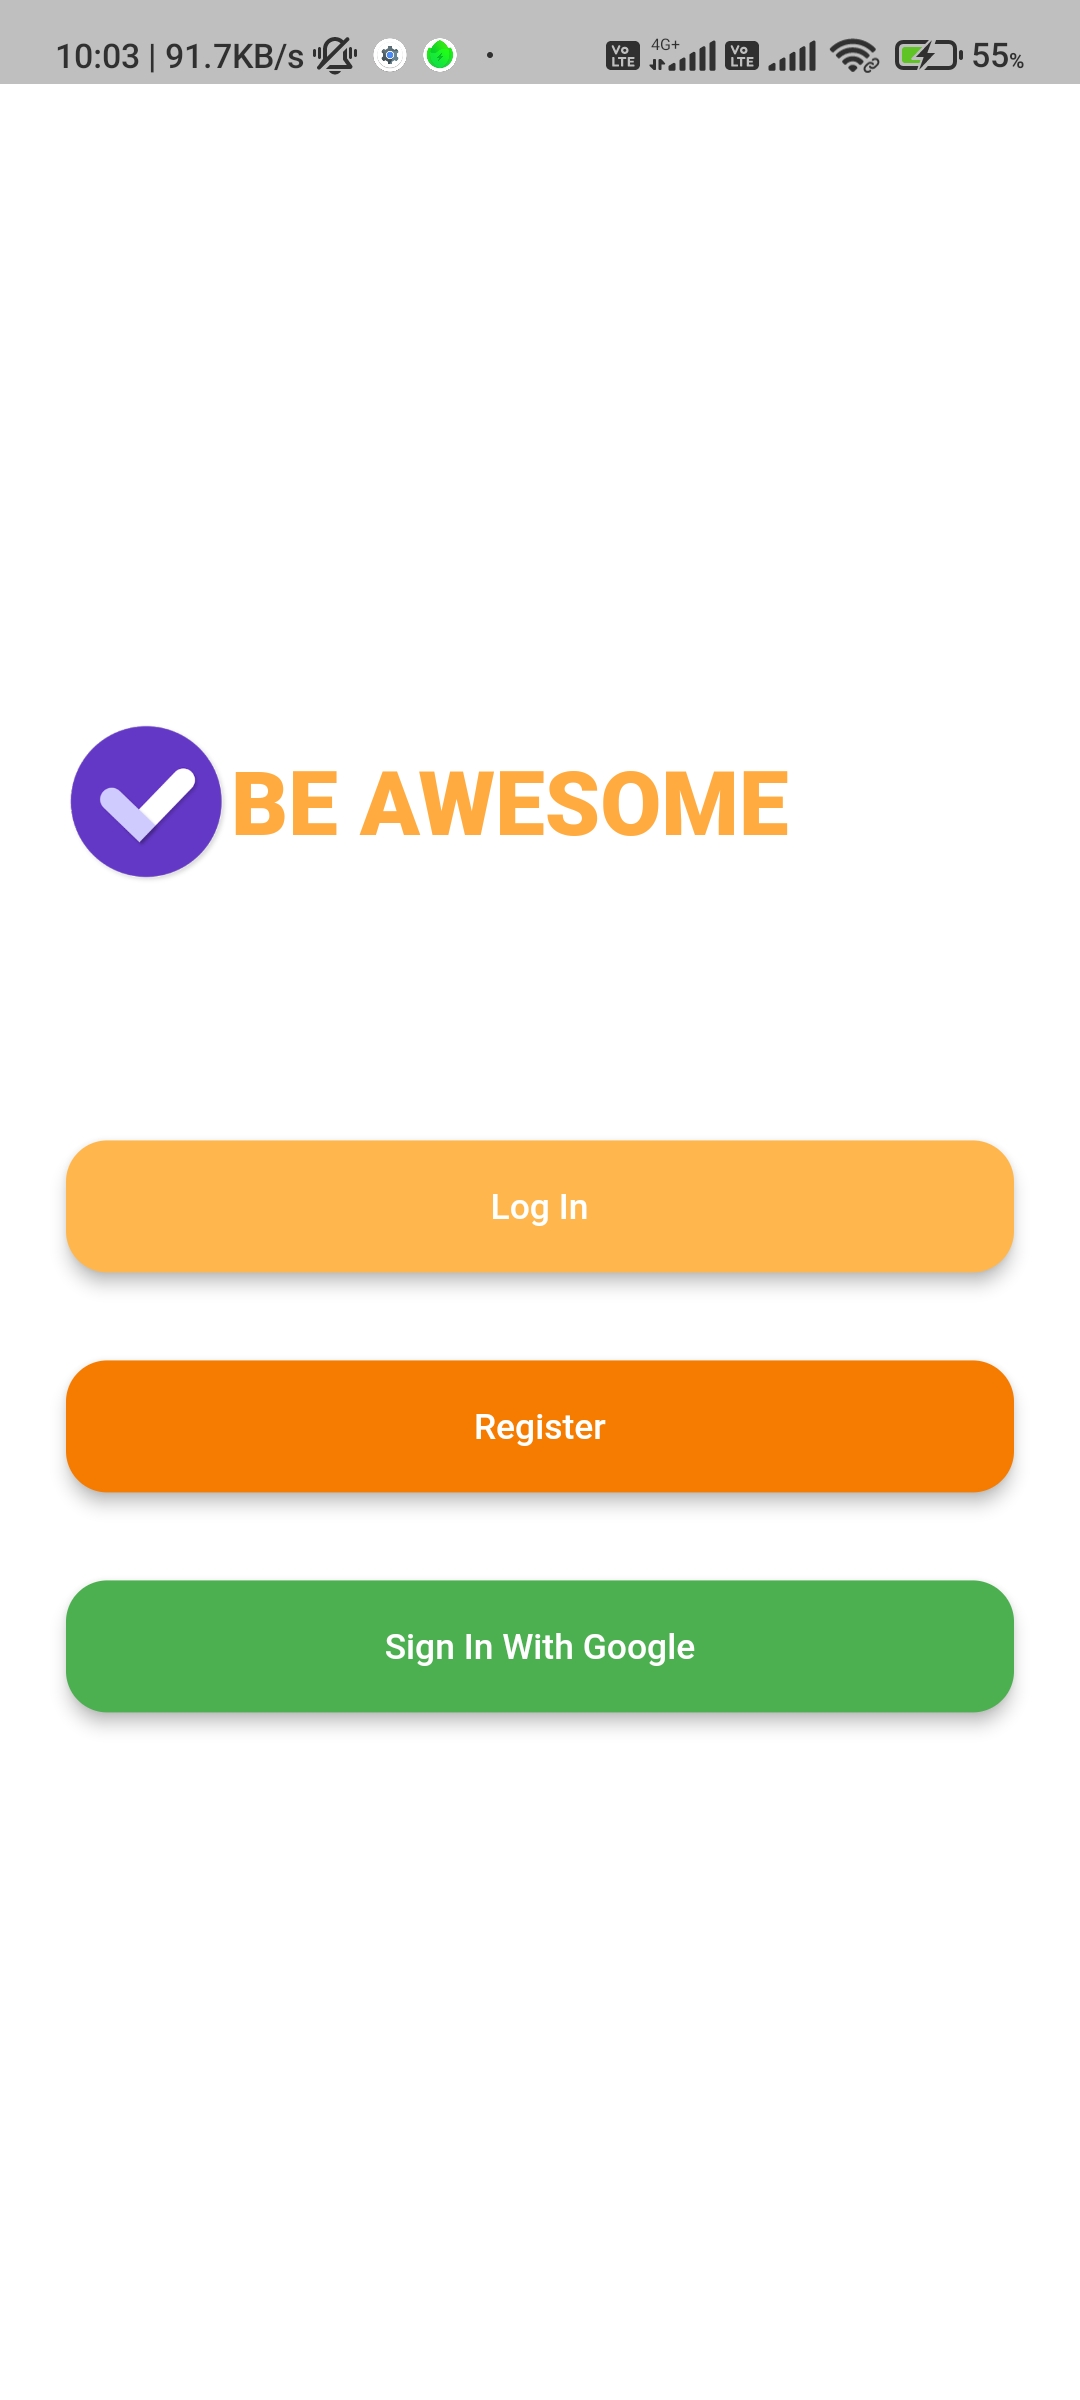 10:03 | 91.7KB/s Vo LTE 4G+ Vo LTE 55%
BE AWESOME
Log In
Register
Sign In With Google